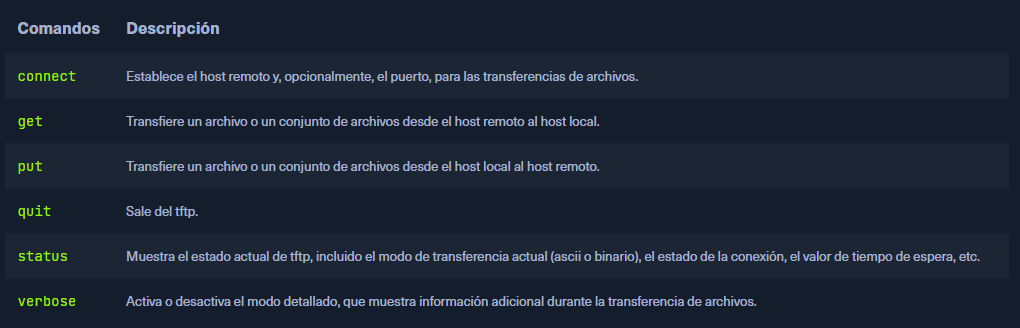 Comandos Descripción
connect Establece el host remoto y, opcionalmente, el puerto, para las transferencias de archivos.
get Transfiere un archivo o un conjunto de archivos desde el host remoto al host local.
put Transfiere un archivo o un conjunto de archivos desde el host local al host remoto.
quit Sale del tftp.
status Muestra el estado actual de tftp, incluido el modo de transferencia actual (ascii o binario), el estado de la conexión, el valor de tiempo de espera, etc.
verbose Activa o desactiva el modo detallado, que muestra información adicional durante la transferencia de archivos.